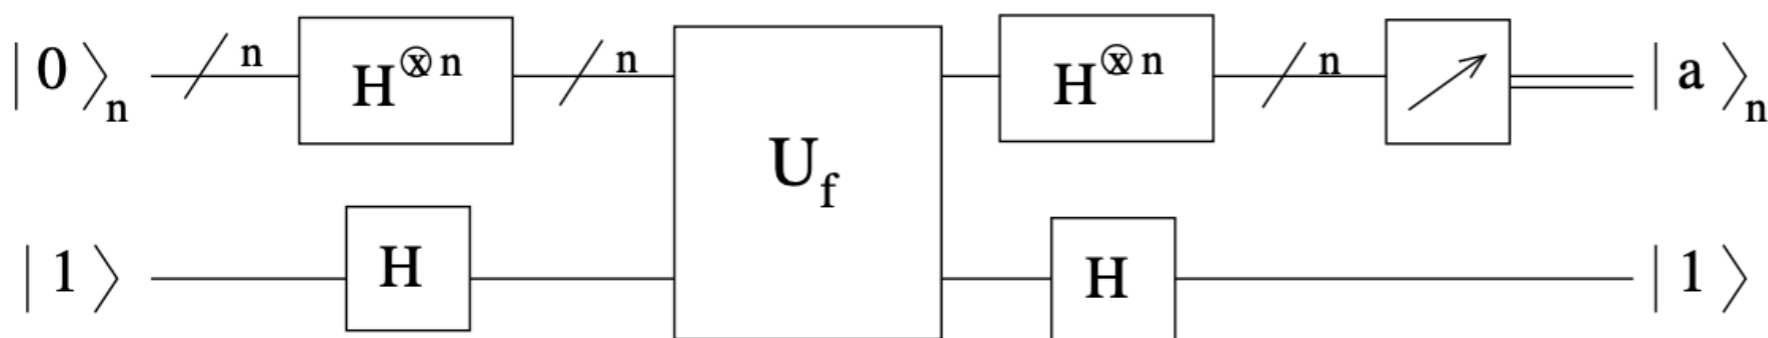 |0⟩n n H⊗n n Uf H⊗n n |a⟩n
|1⟩ H H |1⟩